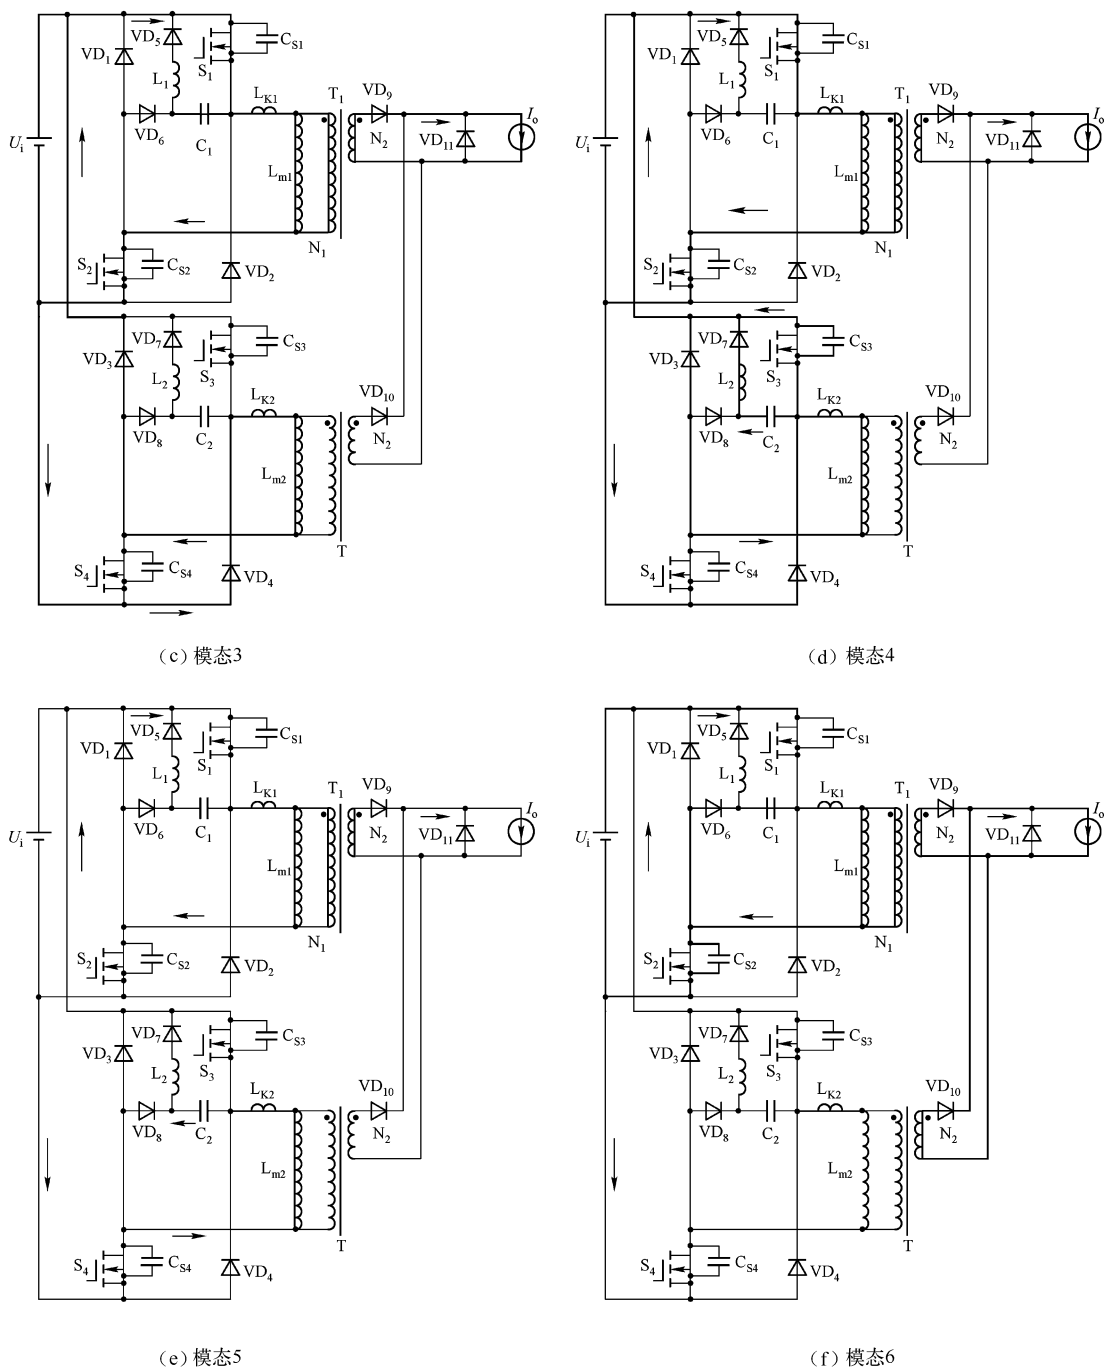 VD5
CS1
VD1
S1
L1
LK1
T1
VD9
Io
VD6
C1
N2
VD11
Ui
Lm1
N1
S2
CS2
VD2
VD7
CS3
VD3
S3
L2
LK2
VD10
VD8
C2
N2
Lm2
S4
CS4
VD4
T
(c) 模态3
VD5
CS1
VD1
S1
L1
LK1
T1
VD9
Io
VD6
C1
N2
VD11
Ui
Lm1
N1
S2
CS2
VD2
VD7
CS3
VD3
S3
L2
LK2
VD10
VD8
C2
N2
Lm2
S4
CS4
VD4
T
(d) 模态4
VD5
CS1
VD1
S1
L1
LK1
T1
VD9
Io
VD6
C1
N2
VD11
Ui
Lm1
N1
S2
CS2
VD2
VD7
CS3
VD3
S3
L2
LK2
VD10
VD8
C2
N2
Lm2
S4
CS4
VD4
T
(e) 模态5
VD5
CS1
VD1
S1
L1
LK1
T1
VD9
Io
VD6
C1
N2
VD11
Ui
Lm1
N1
S2
CS2
VD2
VD7
CS3
VD3
S3
L2
LK2
VD10
VD8
C2
N2
Lm2
S4
CS4
VD4
T
(f) 模态6